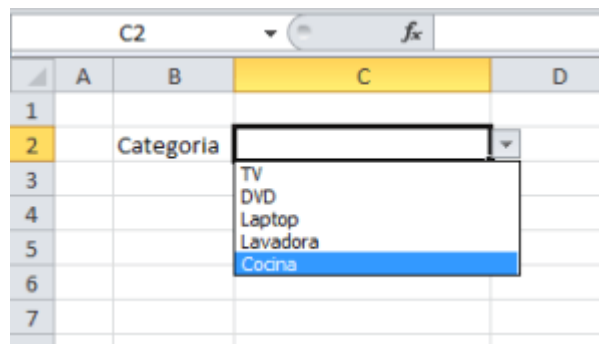 C2 fx
A B C D
1
2 Categoria
3 TV
DVD
4 Laptop
5 Lavadora
Cocina
6
7